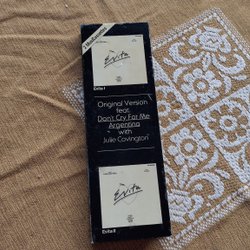 Evita
Evita I
Original Version
feat.
Don't Cry For Me
Argentina
with
Julie Covington
Evita
Evita II